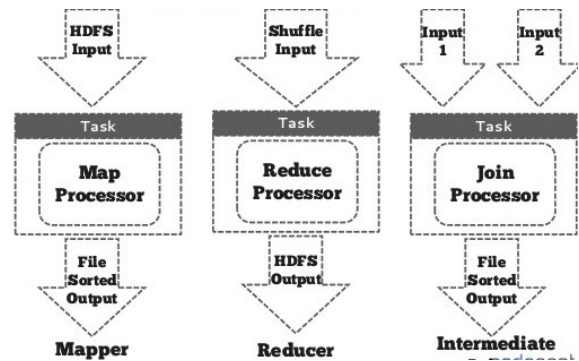 HDFS
Input
Shuffle
Input
Input
1
Input
2
Task
Task
Task
Map
Processor
Reduce
Processor
Join
Processor
File
Sorted
Output
HDFS
Output
File
Sorted
Output
Mapper
Reducer
Intermediate